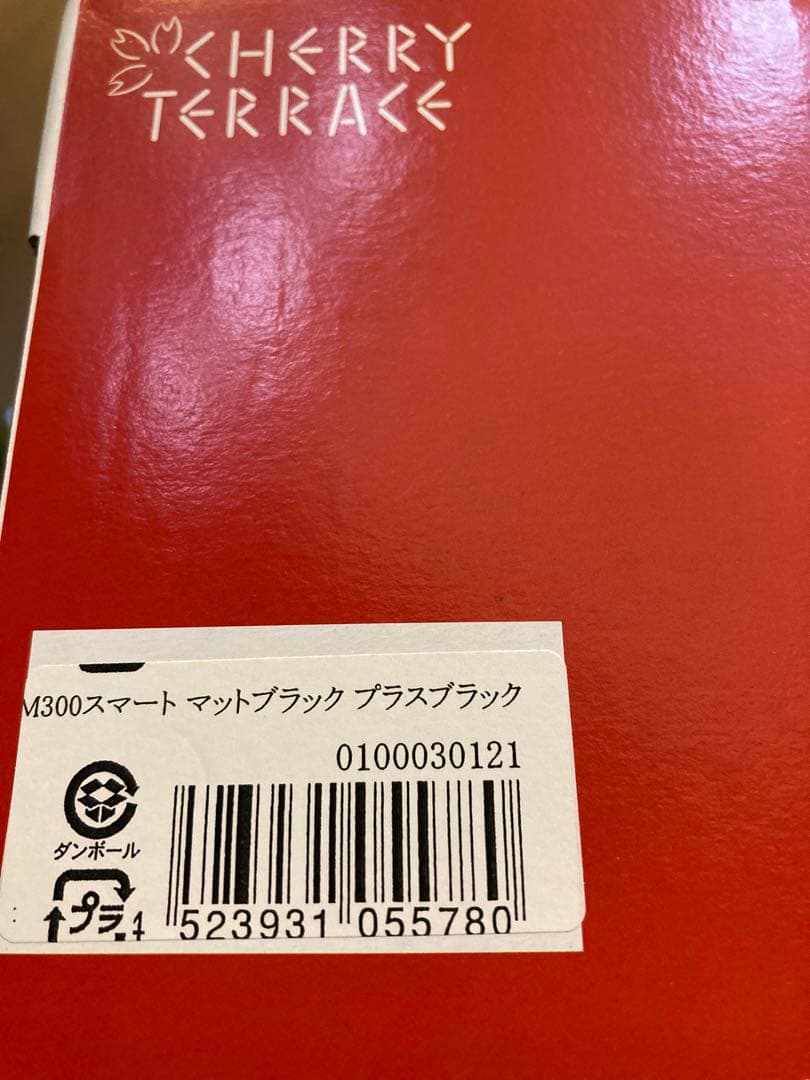 CHERRY
TERRACE
M300スマート マットブラック プラスブラック
0100030121
ダンボール
プラ
4 523931 055780